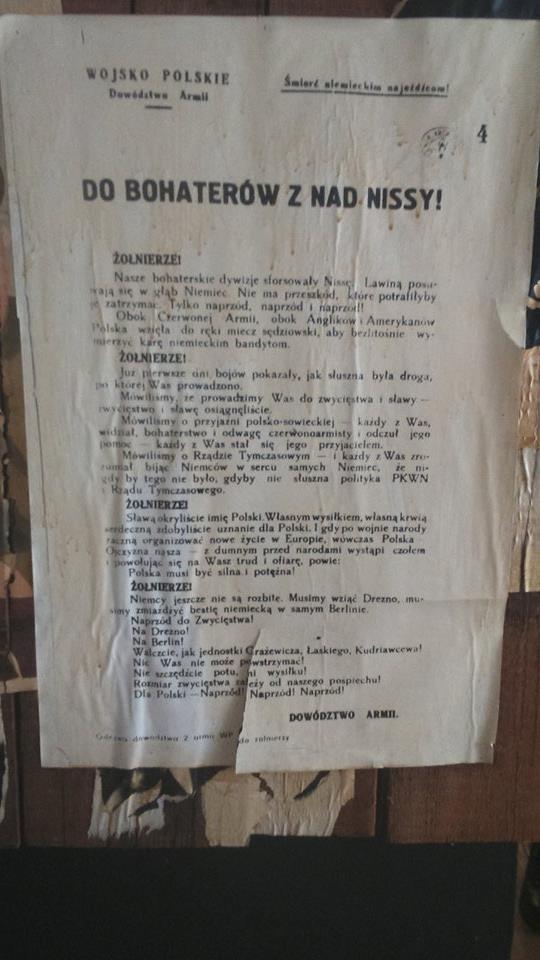 WOJSKO POLSKIE
Dowództwo Armii
Śmierć niemieckim najeźdźcom!
4
DO BOHATERÓW Z NAD NISSY!
ŻOŁNIERZE!
Nasze bohaterskie dywizje sforsowały Nissę. Lawiną posu-
wają się w głąb Niemiec. Nie ma przeszkód, które potrafiłyby
je zatrzymać. Tylko naprzód, naprzód i naprzód!!
Obok Czerwonej Armii, obok Anglików i Amerykanów
Polska wzięła do ręki miecz sędziowski, aby bezlitośnie wy-
mierzyć karę niemieckim bandytom.
ŻOŁNIERZE!
Już pierwsze dni bojów pokazały, jak słuszna była droga,
po której Was prowadzono.
Mówiliśmy, że prowadzimy Was do zwycięstwa i sławy —
zwycięstwo i sławę osiągnęliście.
Mówiliśmy o przyjaźni polsko-sowieckiej — każdy z Was,
widział, bohaterstwo i odwagę czerwonoarmisty i odczuł jego
pomoc — każdy z Was stał się jego przyjacielem.
Mówiliśmy o Rządzie Tymczasowym — i każdy z Was zro-
zumiał bijąc Niemców w sercu samych Niemiec, że ni-
gdy by tego nie było, gdyby nie słuszna polityka PKWN
i Rządu Tymczasowego.
ŻOŁNIERZE!
Sławą okryliście imię Polski. Własnym wysiłkiem, własną krwią
serdeczną zdobyliście uznanie dla Polski. I gdy po wojnie narody
zaczną organizować nowe życie w Europie, wówczas Polska —
Ojczyzna nasza — z dumnym przed narodami wystąpi czołem
i powołując się na Wasz trud i ofiarę, powie:
Polska musi być silna i potężna!
ŻOŁNIERZE!
Niemcy jeszcze nie są rozbite. Musimy wziąć Drezno, mu-
simy zmiażdżyć bestię niemiecką w samym Berlinie.
Naprzód do Zwycięstwa!
Na Drezno!
Na Berlin!
Walczcie, jak jednostki Grażewicza, Łaskiego, Kudriawcewa!
Nic Was nie może powstrzymać!
Nie szczędźcie potu, ni wysiłku!
Rozmiar zwycięstwa zależy od naszego pośpiechu!
Dla Polski — Naprzód! Naprzód! Naprzód!
DOWÓDZTWO ARMII.
Odezwa dowództwa 2 armii WP do żołnierzy